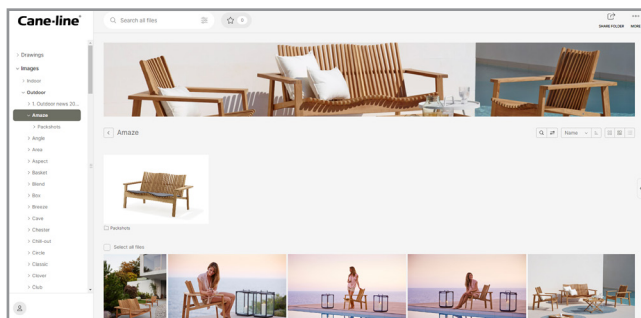 Cane-line®
Search all files
0
SHARE FOLDER
MORE
Drawings
Images
Indoor
Outdoor
1. Outdoor news 20...
Amaze
Packshots
Angle
Area
Aspect
Basket
Blend
Box
Breeze
Cave
Chester
Chill-out
Circle
Classic
Clover
Club
Amaze
Name
Packshots
Select all files